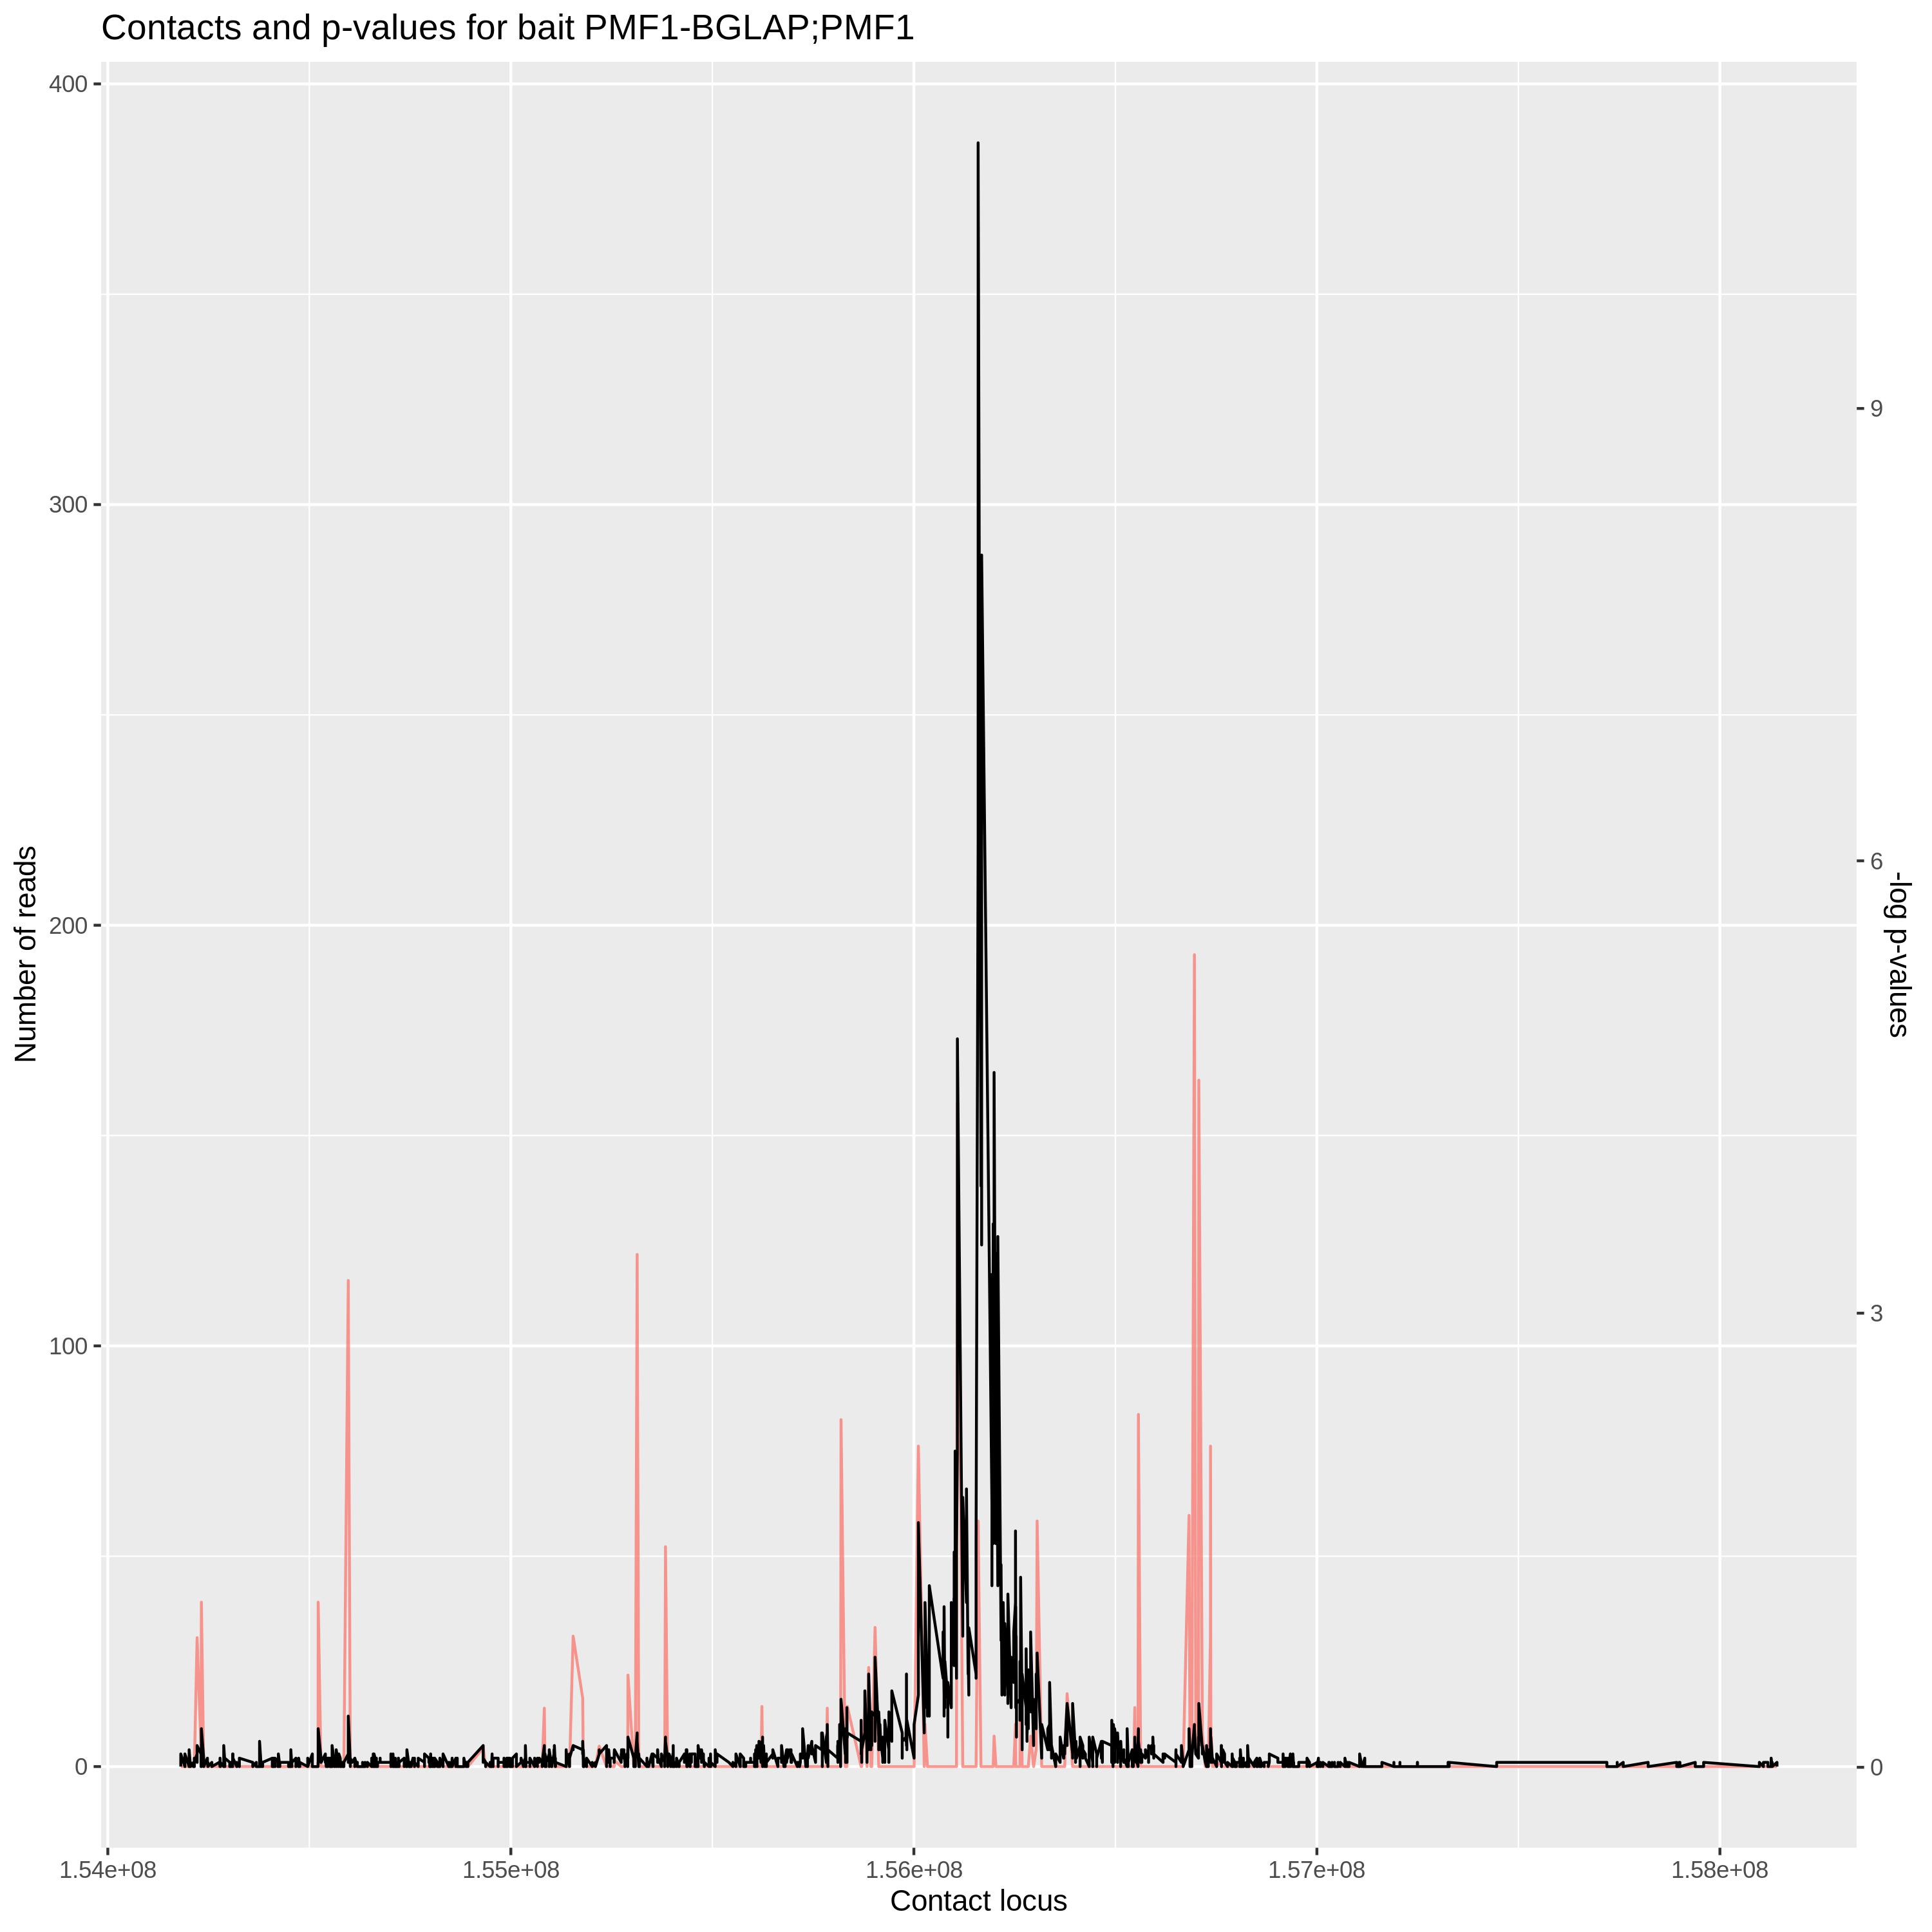 Contacts and p-values for bait PMF1-BGLAP;PMF1
400
300
200
100
0
Number of reads
9
6
3
0
-log p-values
1.54e+08 1.55e+08 1.56e+08 1.57e+08 1.58e+08
Contact locus